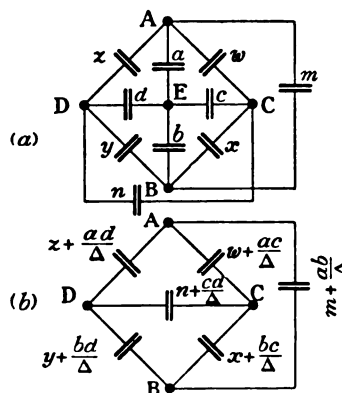 A
z
a
w
m
D
d
E
c
C
(a)
y
b
x
n
B
A
z + ad/Δ
w + ac/Δ
(b)
D
n + cd/Δ
C
m + ab/Δ
y + bd/Δ
x + bc/Δ
B